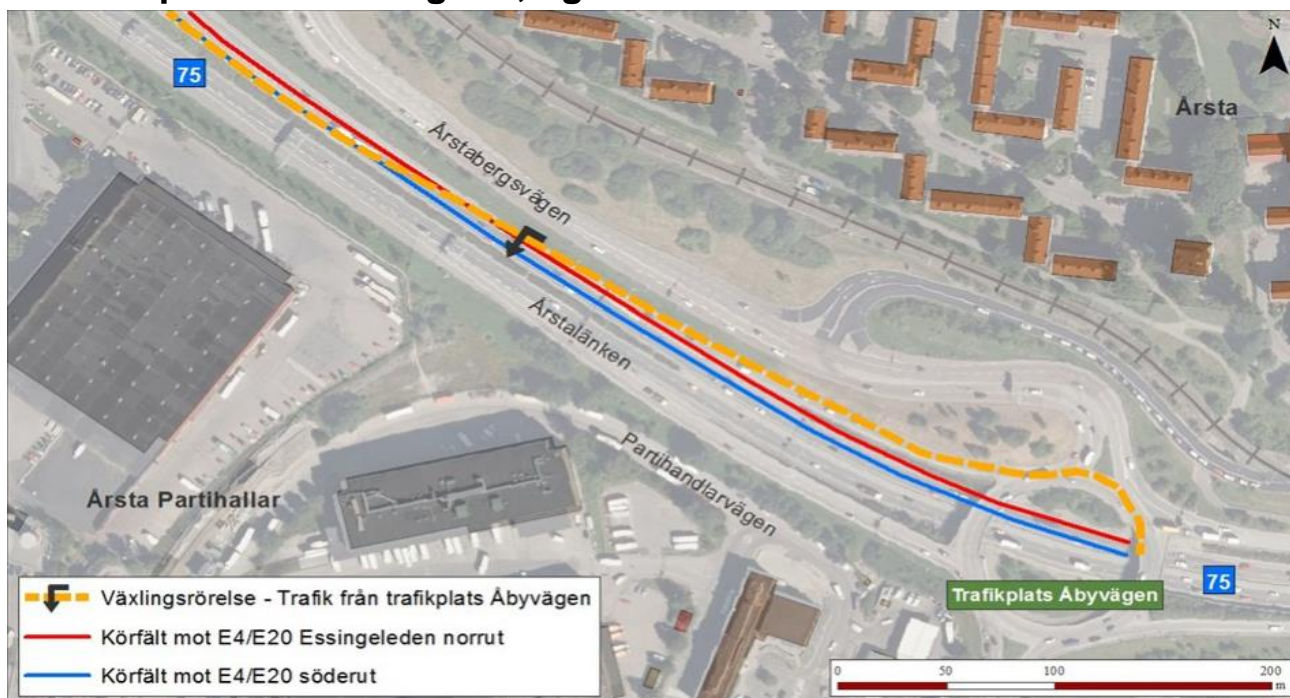 75
N
Årsta
Årstabergsvägen
Årstalänken
Partihandlarvägen
Årsta Partihallar
Trafikplats Åbyvägen
75
Växlingsrörelse - Trafik från trafikplats Åbyvägen
Körfält mot E4/E20 Essingeleden norrut
Körfält mot E4/E20 söderut
0 50 100 200
m